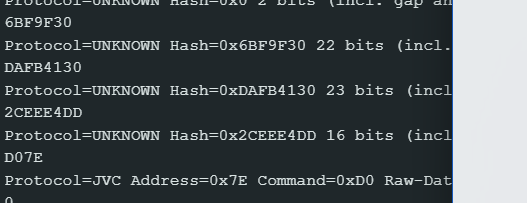 Protocol=UNKNOWN Hash=0x0 2 bits (incl. gap an
6BF9F30
Protocol=UNKNOWN Hash=0x6BF9F30 22 bits (incl.
DAFB4130
Protocol=UNKNOWN Hash=0xDAFB4130 23 bits (incl
2CEEE4DD
Protocol=UNKNOWN Hash=0x2CEEE4DD 16 bits (incl
D07E
Protocol=JVC Address=0x7E Command=0xD0 Raw-Dat
0